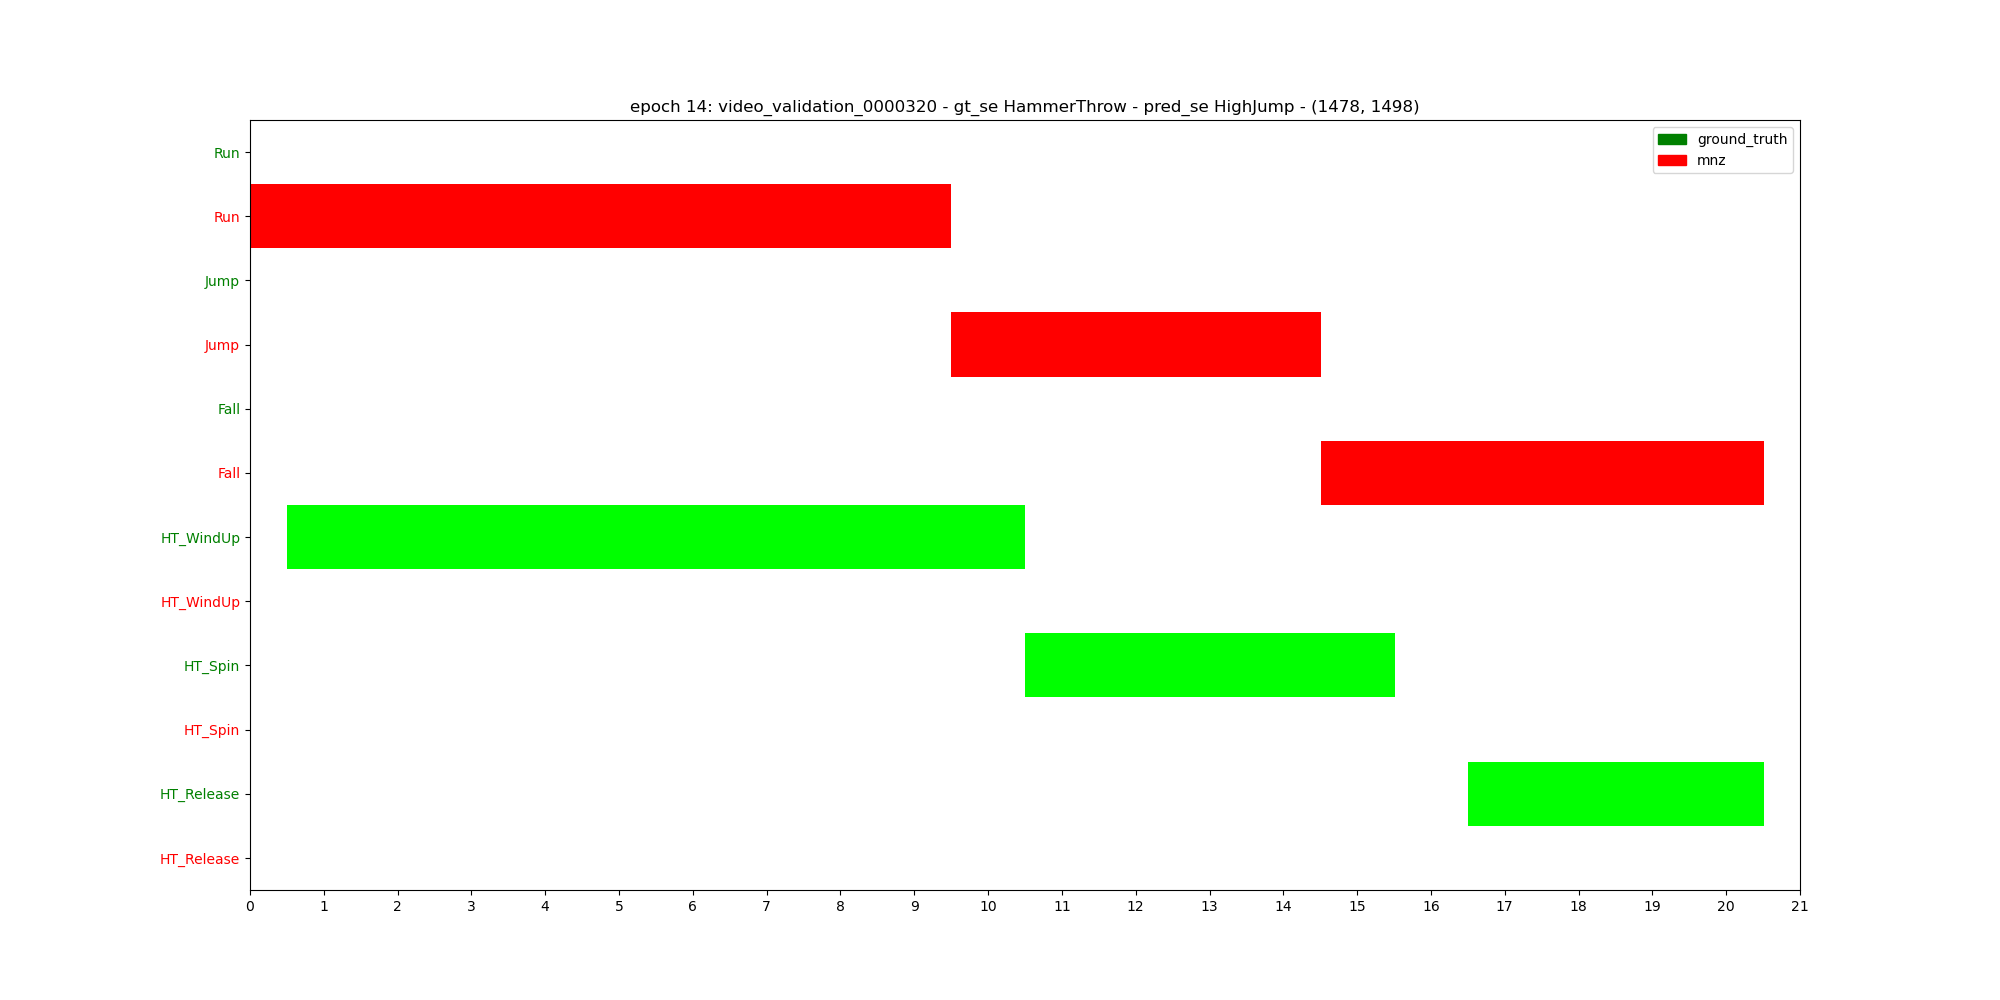 epoch 14: video_validation_0000320 - gt_se HammerThrow - pred_se HighJump - (1478, 1498)
ground_truth
mnz
Run
Run
Jump
Jump
Fall
Fall
HT_WindUp
HT_WindUp
HT_Spin
HT_Spin
HT_Release
HT_Release
0 1 2 3 4 5 6 7 8 9 10 11 12 13 14 15 16 17 18 19 20 21